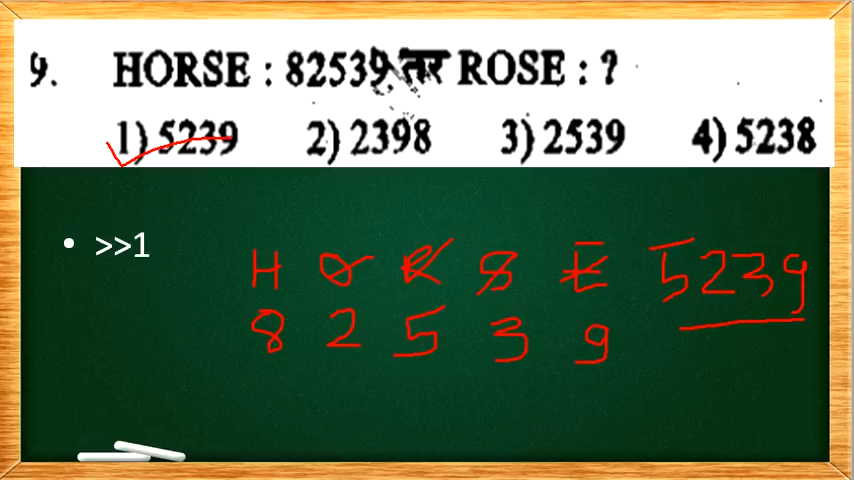 9. HORSE : 82539 तर ROSE : ?
1) 5239 2) 2398 3) 2539 4) 5238
• >>1
H O R S E 5239
8 2 5 3 9